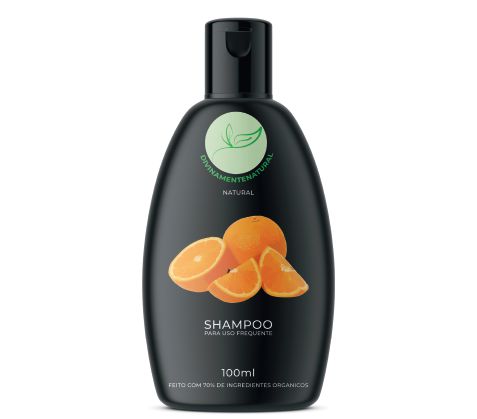 DIVINAMENTENATURAL
NATURAL
SHAMPOO
PARA USO FREQUENTE
100ml
FEITO COM 70% DE INGREDIENTES ORGANICOS